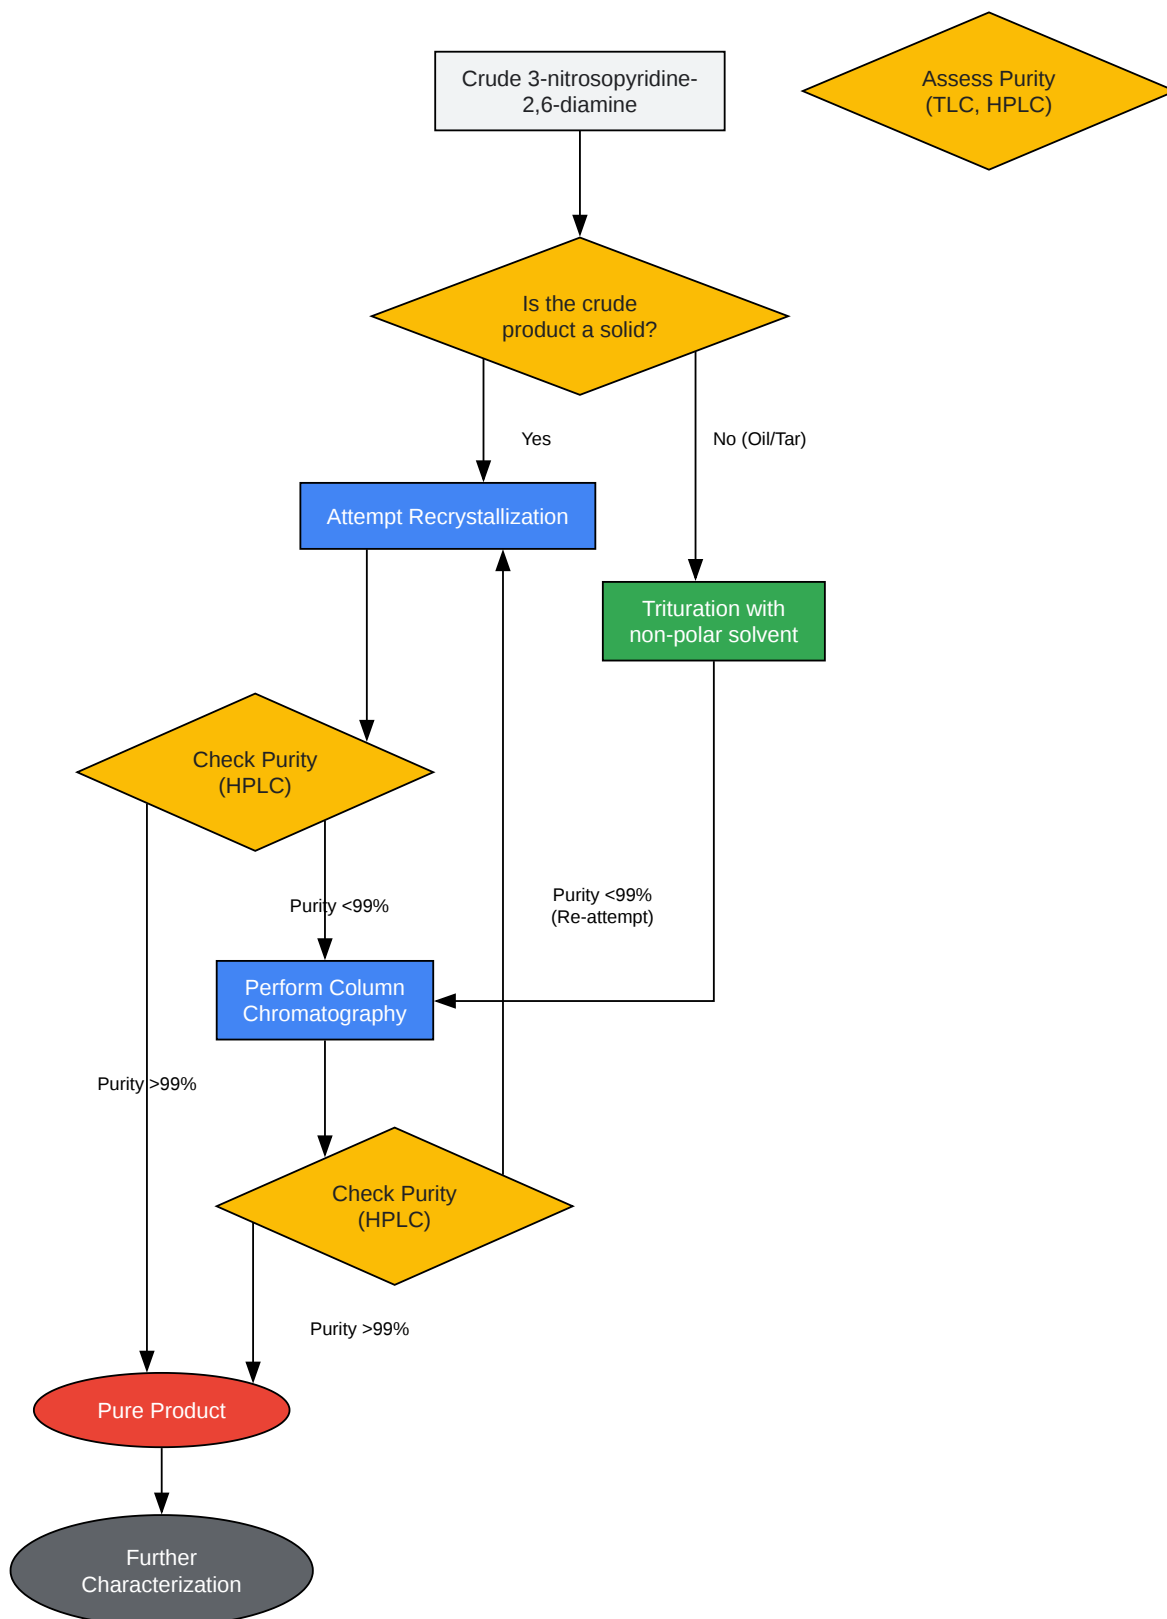 Crude 3-nitrosopyridine-
2,6-diamine
Assess Purity
(TLC, HPLC)
Is the crude
product a solid?
Yes
No (Oil/Tar)
Attempt Recrystallization
Trituration with
non-polar solvent
Check Purity
(HPLC)
Purity <99%
Purity <99%
(Re-attempt)
Perform Column
Chromatography
Purity >99%
Check Purity
(HPLC)
Purity >99%
Pure Product
Further
Characterization